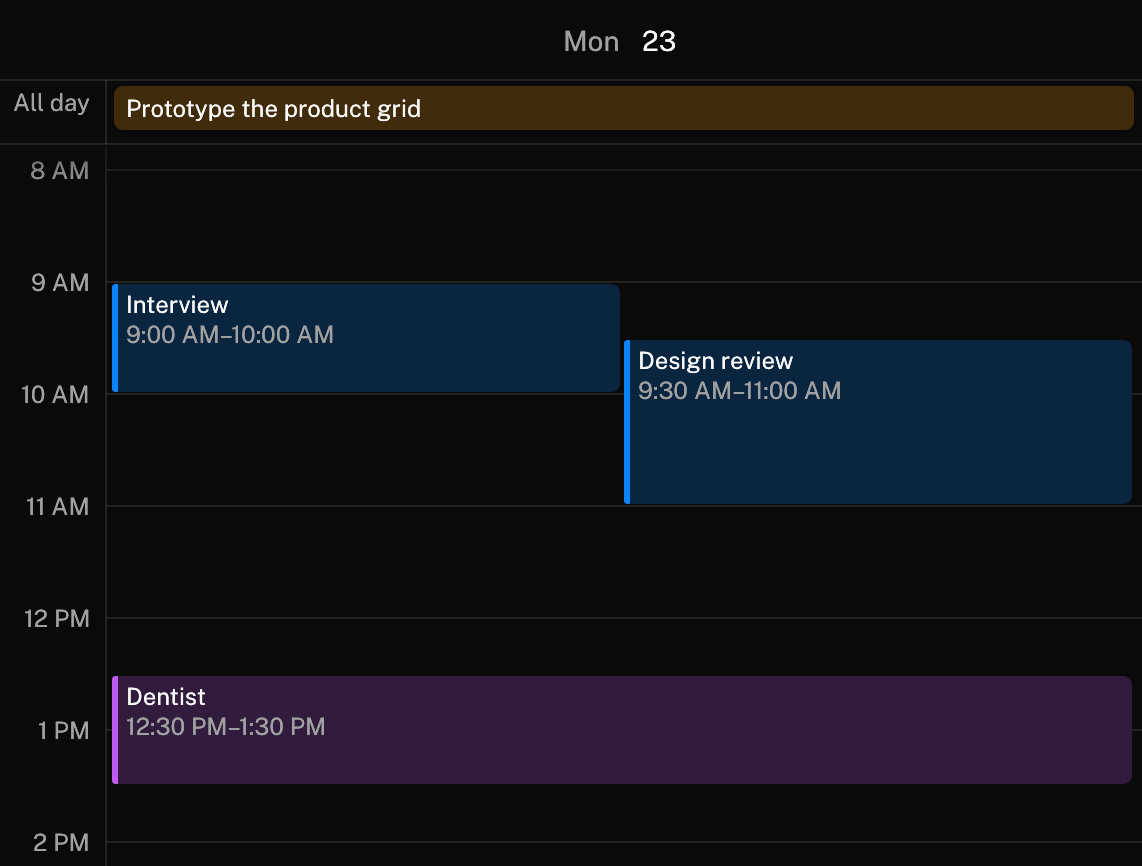 Mon 23
All day
Prototype the product grid
8 AM
9 AM
Interview
9:00 AM–10:00 AM
Design review
9:30 AM–11:00 AM
10 AM
11 AM
12 PM
Dentist
12:30 PM–1:30 PM
1 PM
2 PM